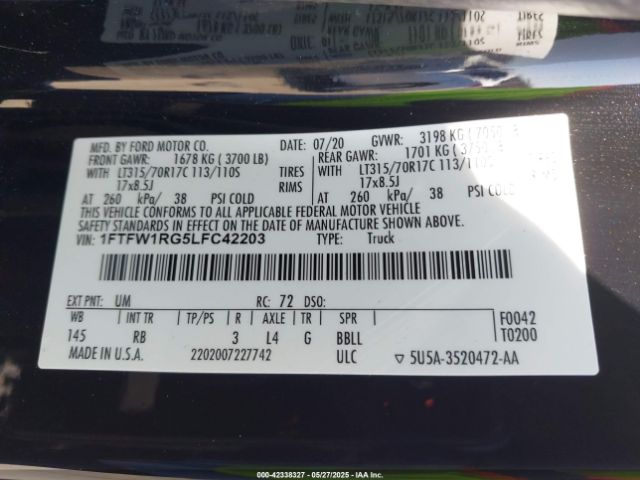 MFD. BY FORD MOTOR CO. DATE: 07/20 GVWR: 3198 KG (7050
FRONT GAWR: 1678 KG (3700 LB) REAR GAWR: 1701 KG (3750
WITH LT315/70R17C 113/110S TIRES WITH LT315/70R17C 113/110S
17x8.5J RIMS 17x8.5J
AT 260 kPa/ 38 PSI COLD AT 260 kPa/ 38 PSI COLD
THIS VEHICLE CONFORMS TO ALL APPLICABLE FEDERAL MOTOR VEHICLE
SAFETY STANDARDS IN EFFECT ON THE DATE OF MANUFACTURE SHOWN ABOVE.
VIN: 1FTFW1RG5LFC42203 TYPE: Truck
EXT PNT: UM RC: 72 DSO:
WB INT TR TP/PS R AXLE TR SPR F0042
145 RB 3 L4 G BBLL T0200
MADE IN U.S.A. 2202007227742 ULC ▽ 5U5A-3S20472-AA
000-42338327 - 05/27/2025 - IAA, Inc.